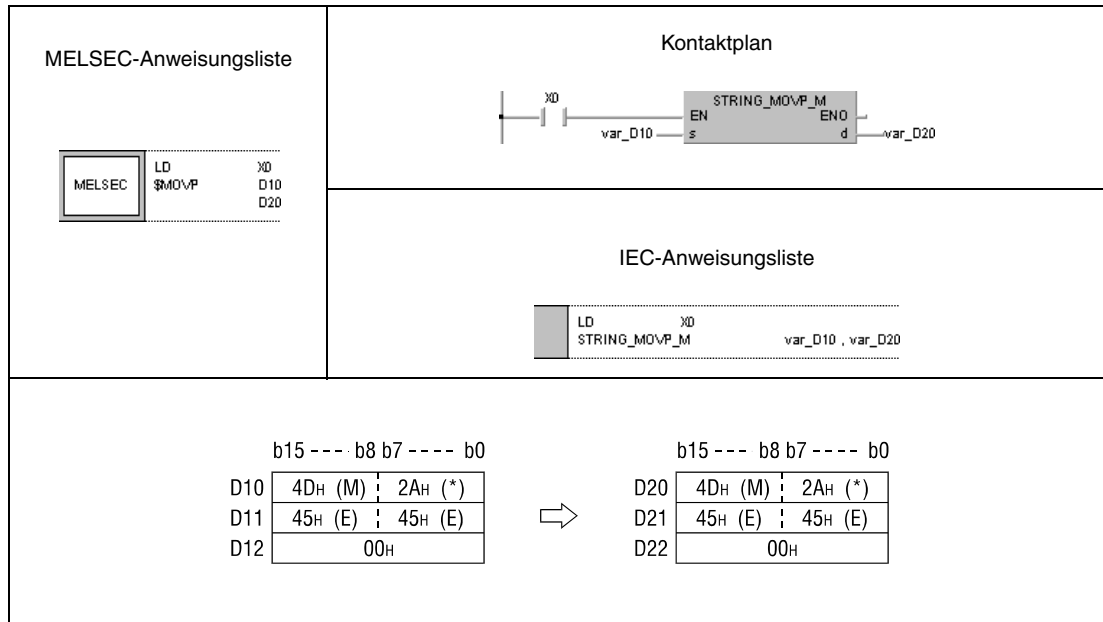 MELSEC-Anweisungsliste
MELSEC
LD X0
$MOVP D10
D20
Kontaktplan
X0
STRING_MOVP_M
EN ENO
var_D10 s d var_D20
IEC-Anweisungsliste
LD X0
STRING_MOVP_M var_D10 , var_D20
b15 ---- b8 b7 ---- b0
D10 4DH (M) 2AH (*)
D11 45H (E) 45H (E)
D12 00H
b15 --- b8 b7 ---- b0
D20 4DH (M) 2AH (*)
D21 45H (E) 45H (E)
D22 00H